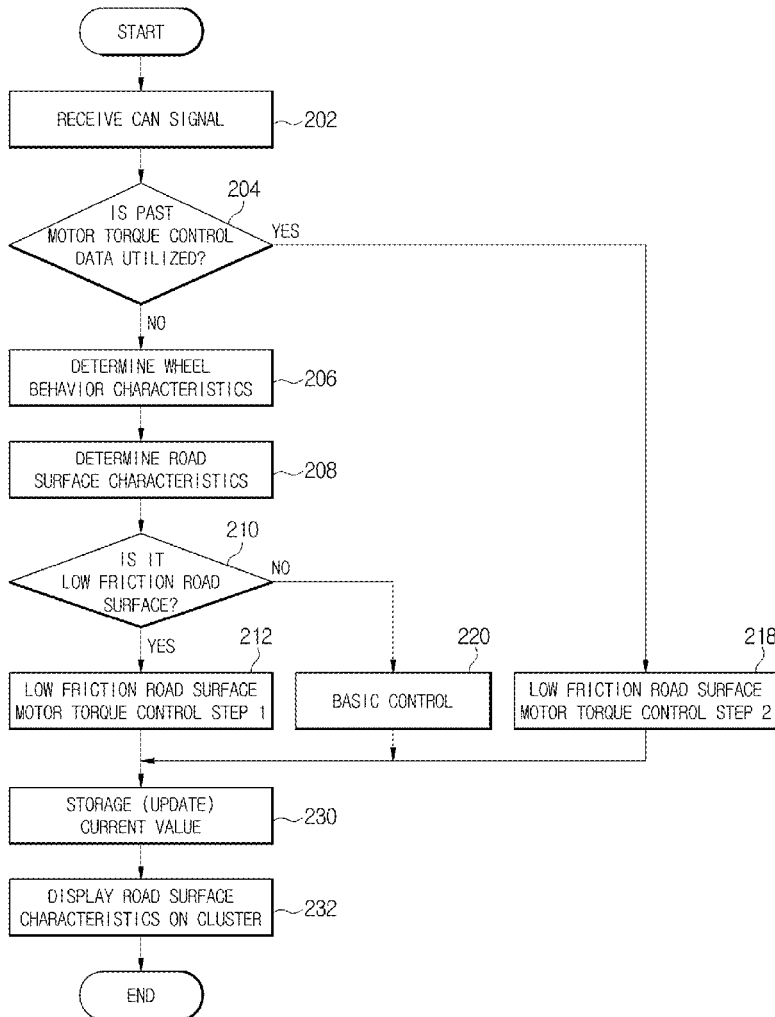 START
RECEIVE CAN SIGNAL
202
204
IS PAST
MOTOR TORQUE CONTROL
DATA UTILIZED?
YES
NO
DETERMINE WHEEL
BEHAVIOR CHARACTERISTICS
206
DETERMINE ROAD
SURFACE CHARACTERISTICS
208
210
IS IT
LOW FRICTION ROAD
SURFACE?
NO
YES
212
LOW FRICTION ROAD SURFACE
MOTOR TORQUE CONTROL STEP 1
220
BASIC CONTROL
218
LOW FRICTION ROAD SURFACE
MOTOR TORQUE CONTROL STEP 2
STORAGE (UPDATE)
CURRENT VALUE
230
DISPLAY ROAD SURFACE
CHARACTERISTICS ON CLUSTER
232
END